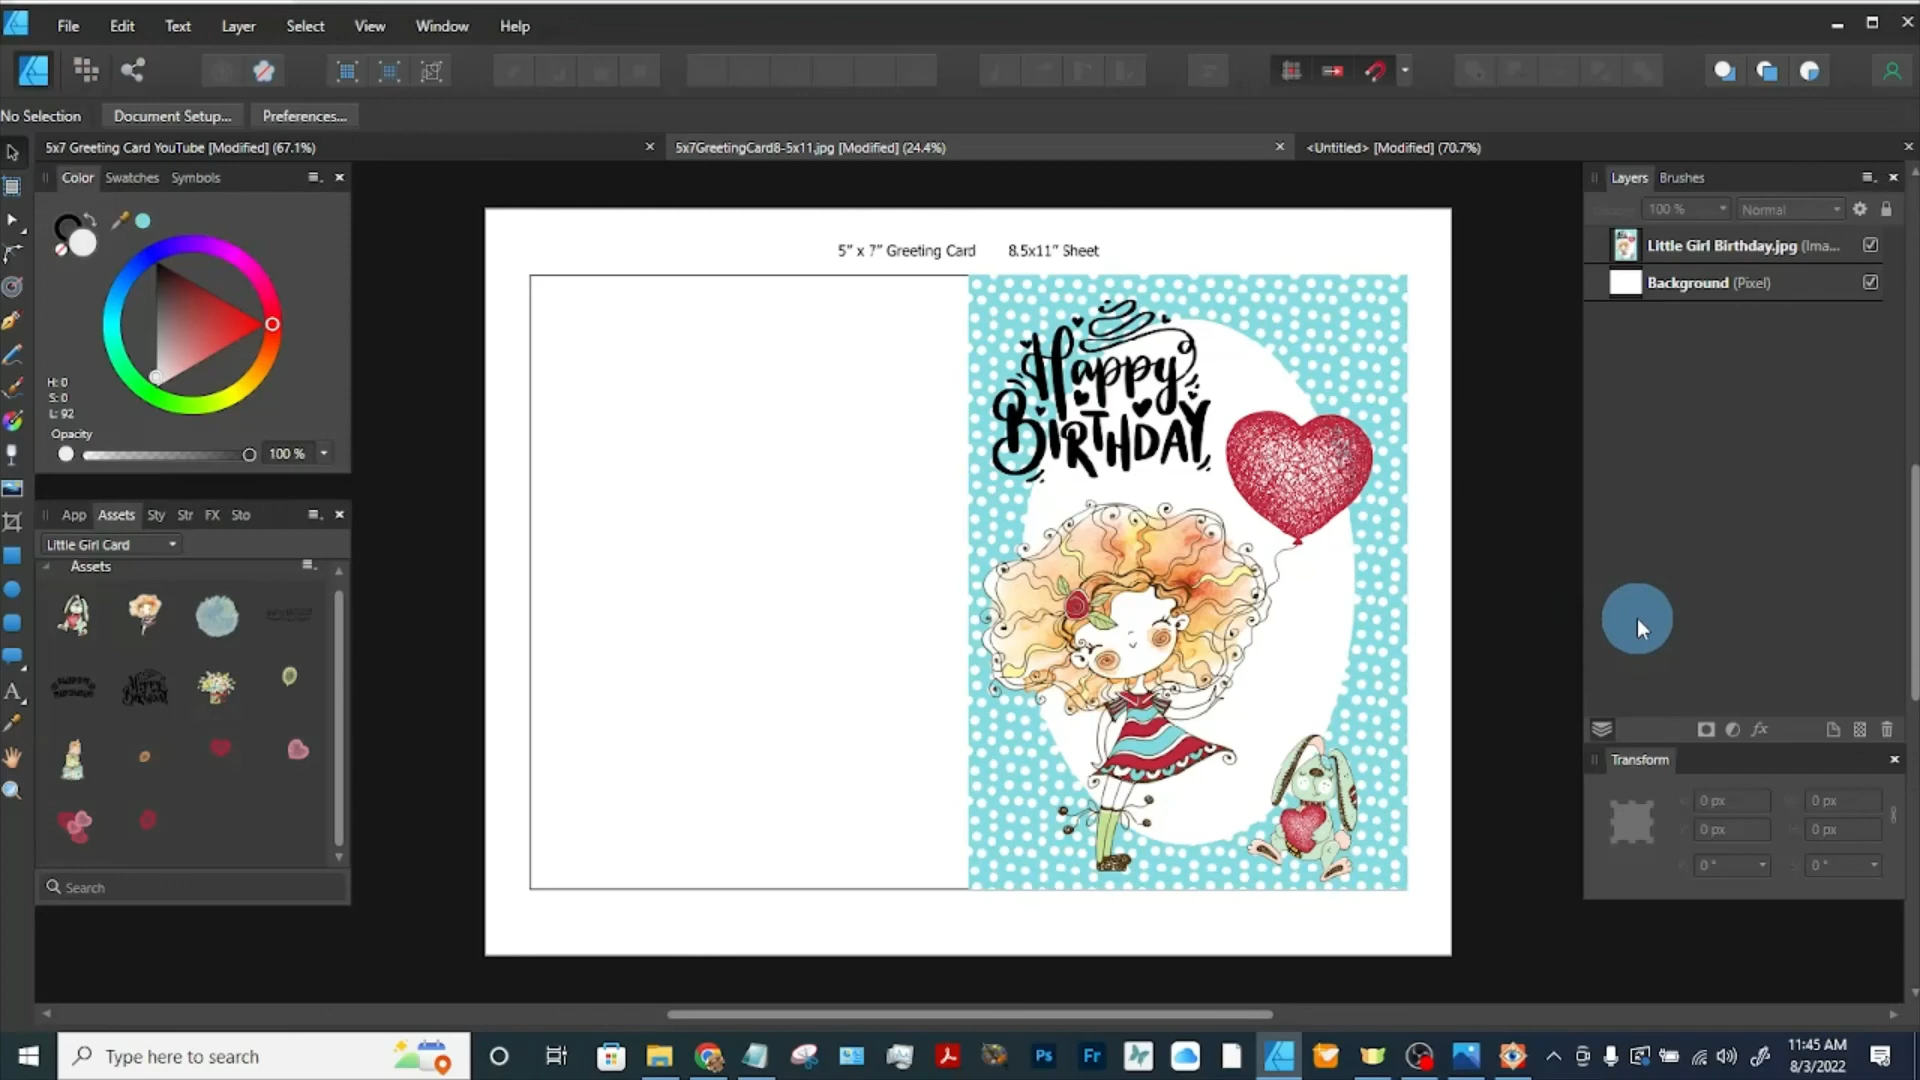 File Edit Text Layer Select View Window Help
No Selection Document Setup... Preferences...
5x7 Greeting Card YouTube [Modified] (67.1%) 5x7GreetingCard8-5x11.jpg [Modified] (24.4%) <Untitled> [Modified] (70.7%)
Color Swatches Symbols
H: 0
S: 0
L: 92
Opacity
100 %
App Assets Sty Str FX Sto
Little Girl Card
Assets
Search
5" x 7" Greeting Card 8.5x11" Sheet
Happy
BIRTHDAY
Layers Brushes
100 % Normal
Little Girl Birthday.jpg (Ima...
Background (Pixel)
fx
Transform
0 px 0 px
0 px 0 px
0 ° 0 °
Type here to search
Ps Fr
11:45 AM
8/3/2022